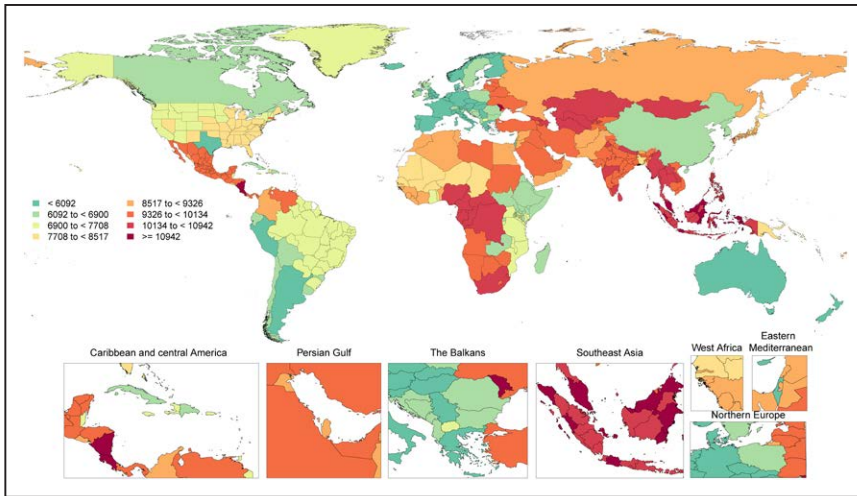 < 6092
6092 to < 6900
6900 to < 7708
7708 to < 8517
8517 to < 9326
9326 to < 10134
10134 to < 10942
>= 10942
Caribbean and central America
Persian Gulf
The Balkans
Southeast Asia
West Africa
Eastern
Mediterranean
Northern Europe